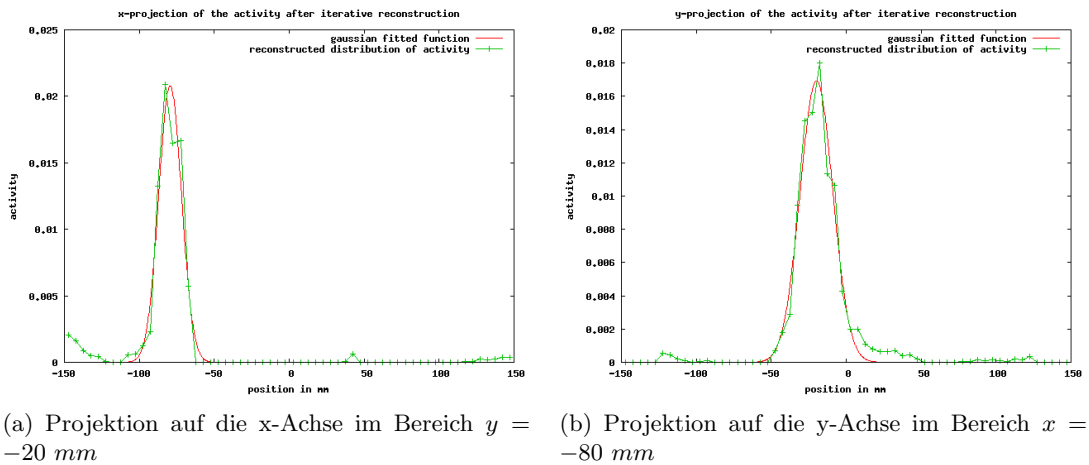 x-projection of the activity after iterative reconstruction
gaussian fitted function
reconstructed distribution of activity
activity
0.025
0.02
0.015
0.01
0.005
0
-150
-100
-50
0
50
100
150
position in mm
(a) Projektion auf die x-Achse im Bereich y =
−20 mm
y-projection of the activity after iterative reconstruction
gaussian fitted function
reconstructed distribution of activity
activity
0.02
0.018
0.016
0.014
0.012
0.01
0.008
0.006
0.004
0.002
0
-150
-100
-50
0
50
100
150
position in mm
(b) Projektion auf die y-Achse im Bereich x =
−80 mm